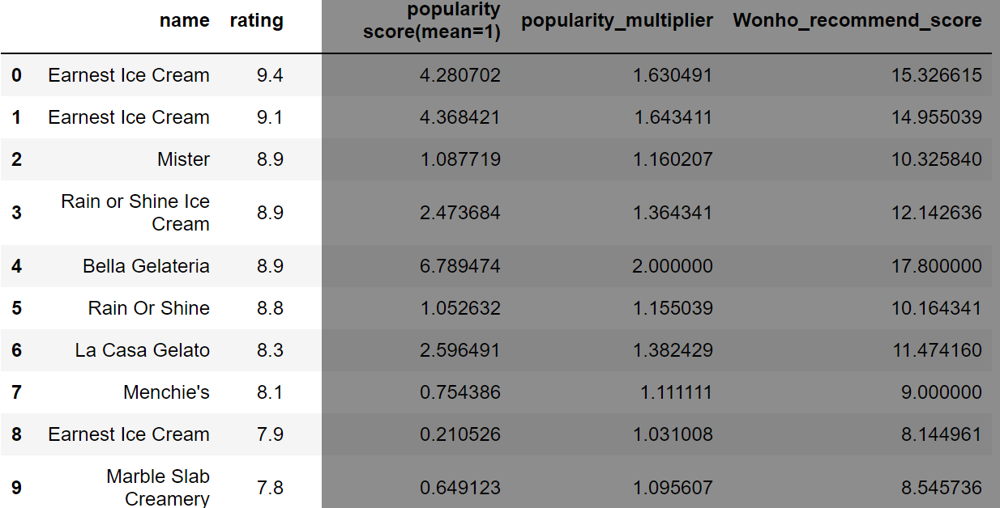 name rating popularity score(mean=1) popularity_multiplier Wonho_recommend_score
0 Earnest Ice Cream 9.4 4.280702 1.630491 15.326615
1 Earnest Ice Cream 9.1 4.368421 1.643411 14.955039
2 Mister 8.9 1.087719 1.160207 10.325840
3 Rain or Shine Ice Cream 8.9 2.473684 1.364341 12.142636
4 Bella Gelateria 8.9 6.789474 2.000000 17.800000
5 Rain Or Shine 8.8 1.052632 1.155039 10.164341
6 La Casa Gelato 8.3 2.596491 1.382429 11.474160
7 Menchie's 8.1 0.754386 1.111111 9.000000
8 Earnest Ice Cream 7.9 0.210526 1.031008 8.144961
9 Marble Slab Creamery 7.8 0.649123 1.095607 8.545736